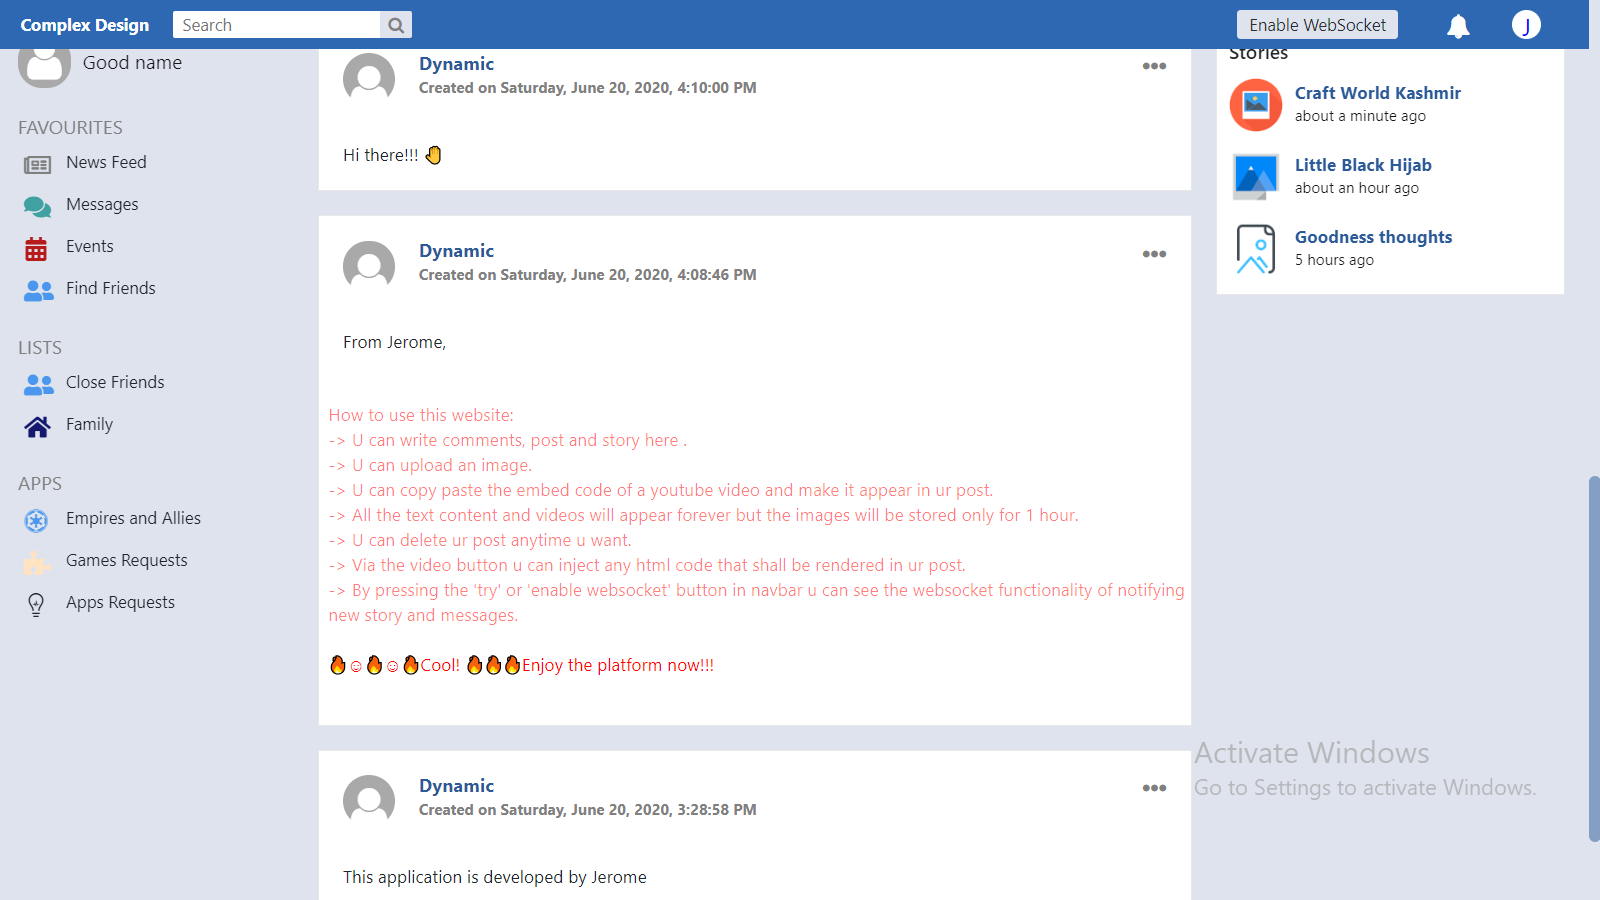 Complex Design
Search
Enable WebSocket
J
Good name
FAVOURITES
News Feed
Messages
Events
Find Friends
LISTS
Close Friends
Family
APPS
Empires and Allies
Games Requests
Apps Requests
Dynamic
Created on Saturday, June 20, 2020, 4:10:00 PM
Hi there!!! 🤚
Dynamic
Created on Saturday, June 20, 2020, 4:08:46 PM
From Jerome,
How to use this website:
-> U can write comments, post and story here .
-> U can upload an image.
-> U can copy paste the embed code of a youtube video and make it appear in ur post.
-> All the text content and videos will appear forever but the images will be stored only for 1 hour.
-> U can delete ur post anytime u want.
-> Via the video button u can inject any html code that shall be rendered in ur post.
-> By pressing the 'try' or 'enable websocket' button in navbar u can see the websocket functionality of notifying
new story and messages.
🔥☺🔥☺🔥Cool! 🔥🔥🔥Enjoy the platform now!!!
Dynamic
Created on Saturday, June 20, 2020, 3:28:58 PM
This application is developed by Jerome
Stories
Craft World Kashmir
about a minute ago
Little Black Hijab
about an hour ago
Goodness thoughts
5 hours ago
Activate Windows
Go to Settings to activate Windows.